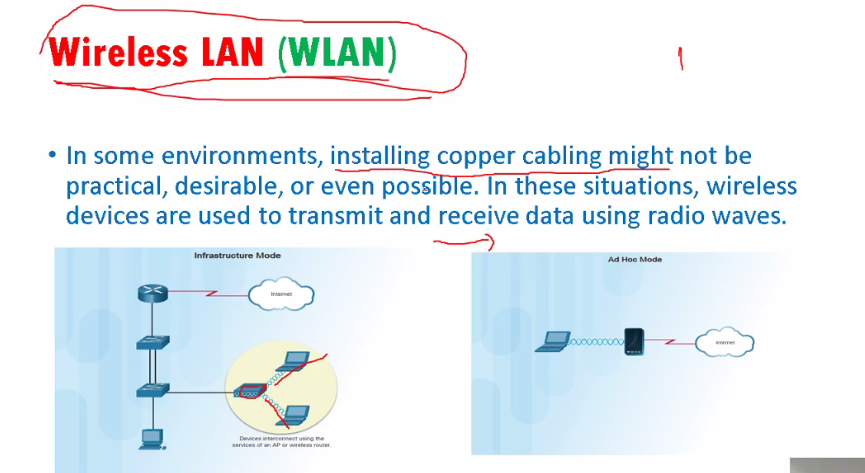 Wireless LAN (WLAN)
• In some environments, installing copper cabling might not be
practical, desirable, or even possible. In these situations, wireless
devices are used to transmit and receive data using radio waves.
Infrastructure Mode
Internet
Devices interconnect using the
services of an AP or wireless router.
Ad Hoc Mode
Internet